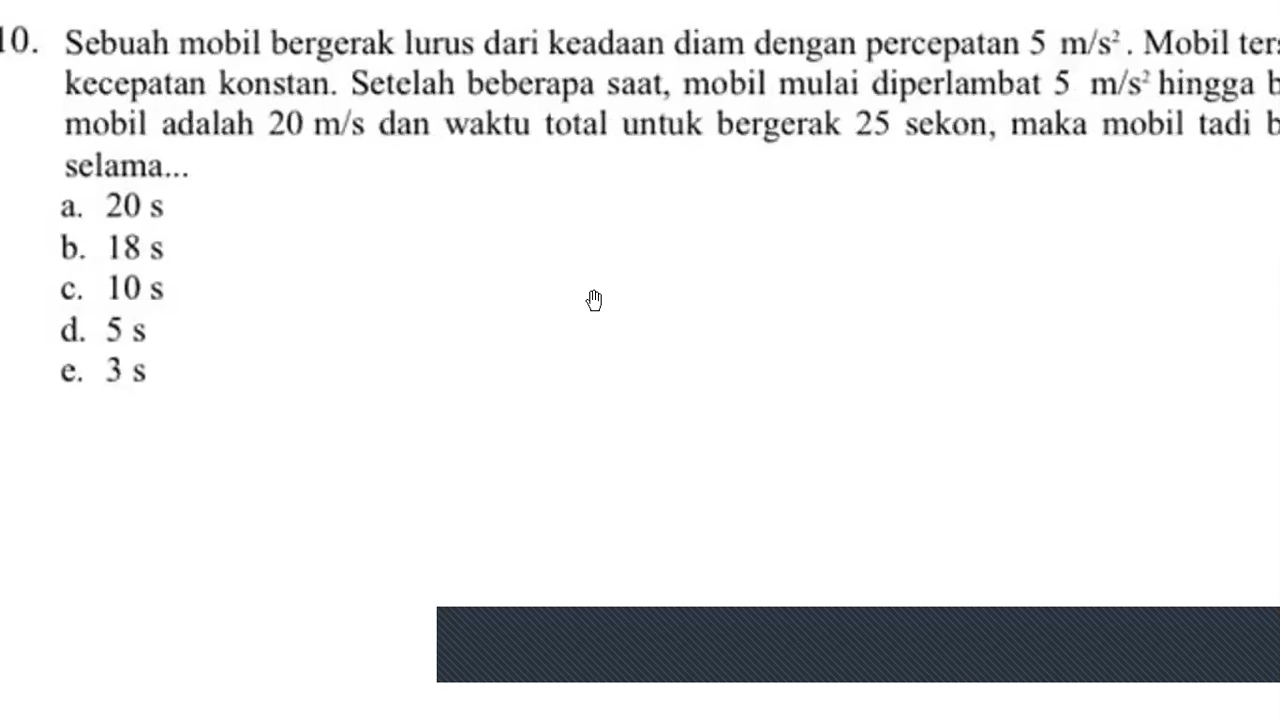 10. Sebuah mobil bergerak lurus dari keadaan diam dengan percepatan 5 m/s². Mobil
kecepatan konstan. Setelah beberapa saat, mobil mulai diperlambat 5 m/s² hingga
mobil adalah 20 m/s dan waktu total untuk bergerak 25 sekon, maka mobil tadi
selama...
a. 20 s
b. 18 s
c. 10 s
d. 5 s
e. 3 s